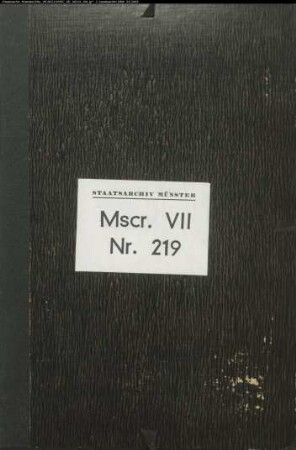 STAATSARCHIV MÜNSTER
Mscr. VII
Nr. 219